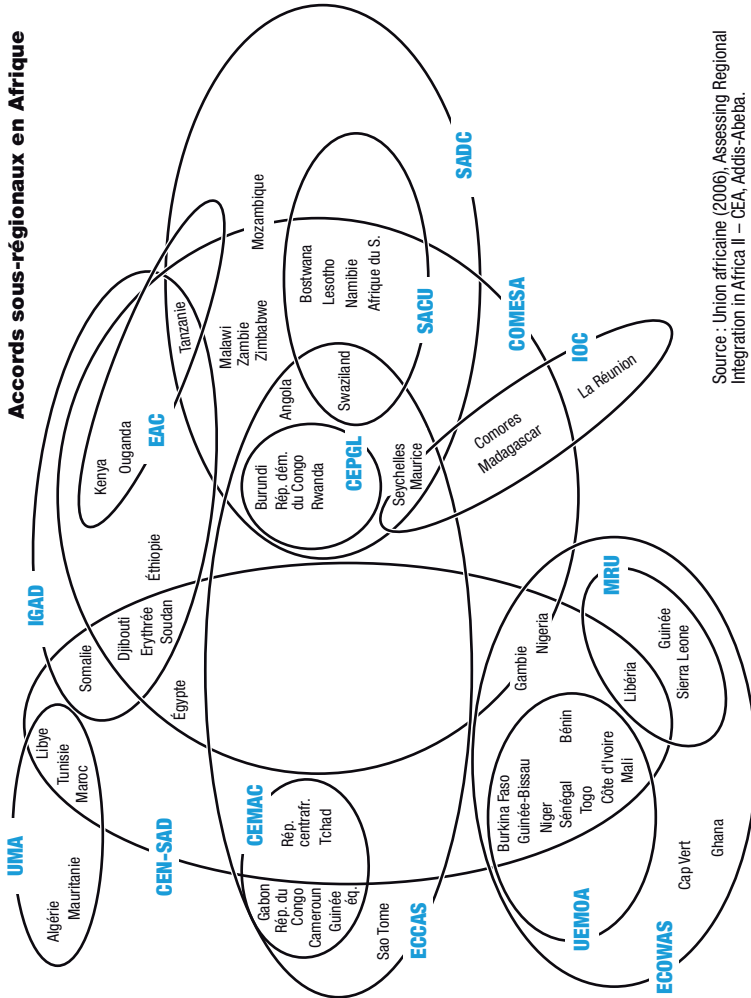 Accords sous-régionaux en Afrique
UMA
Algérie
Mauritanie
Libye
Tunisie
Maroc
CEN-SAD
IGAD
Somalie
Djibouti
Erythrée
Soudan
Éthiopie
Égypte
Kenya
Ouganda
EAC
Tanzanie
Mozambique
Malawi
Zambie
Zimbabwe
CEMAC
Gabon
Rép. du
Congo
Cameroun
Guinée
éq.
Rép.
centrafr.
Tchad
Sao Tome
ECCAS
Burundi
Rép. dém.
du Congo
Rwanda
CEPGL
Angola
Swaziland
Bostwana
Lesotho
Namibie
Afrique du S.
SACU
SADC
COMESA
Seychelles
Maurice
Comores
Madagascar
La Réunion
IOC
Gambie
Nigeria
Burkina Faso
Guinée-Bissau
Niger
Sénégal
Togo
Côte d'Ivoire
Mali
Bénin
UEMOA
Libéria
Guinée
Sierra Leone
MRU
Cap Vert
Ghana
ECOWAS
Source : Union africaine (2006), Assessing Regional
Integration in Africa II – CEA, Addis-Abeba.